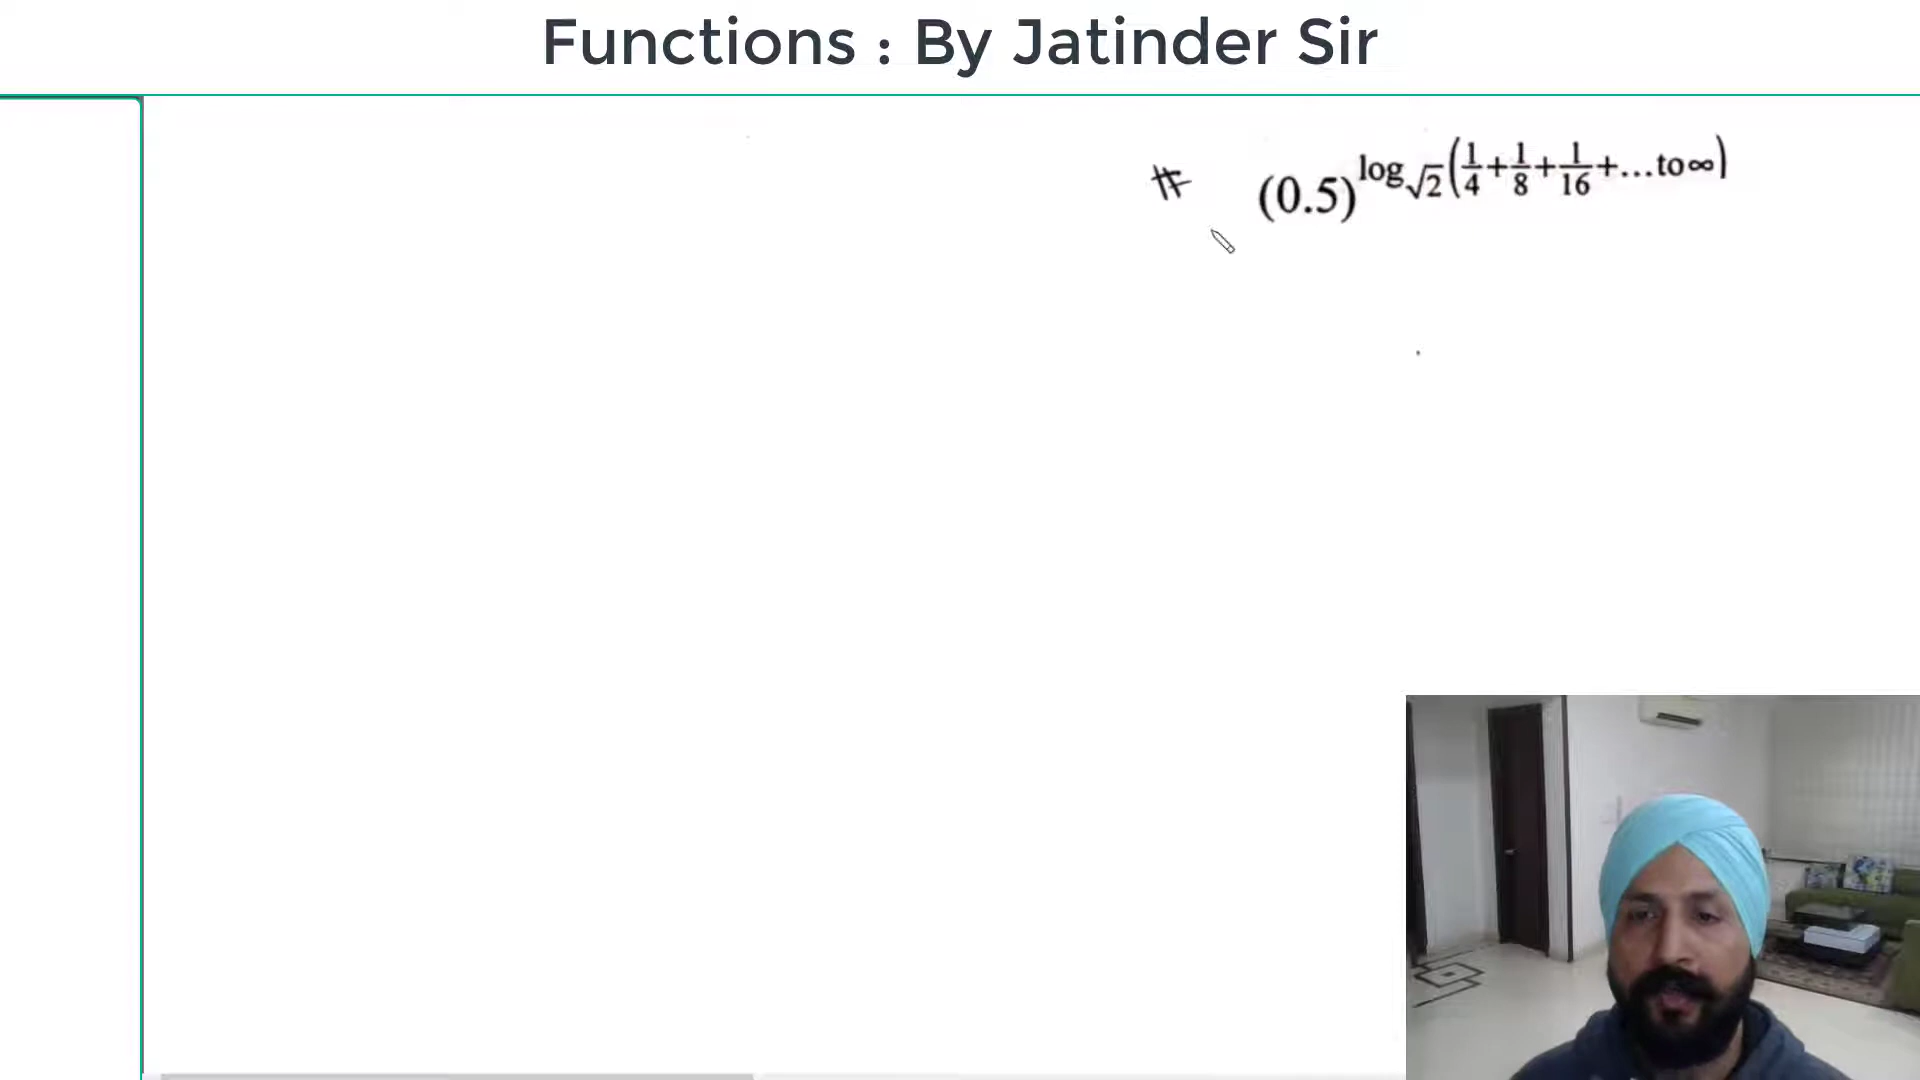 Functions : By Jatinder Sir
# (0.5)^{log_{√2}(1/4+1/8+1/16+...to∞)}